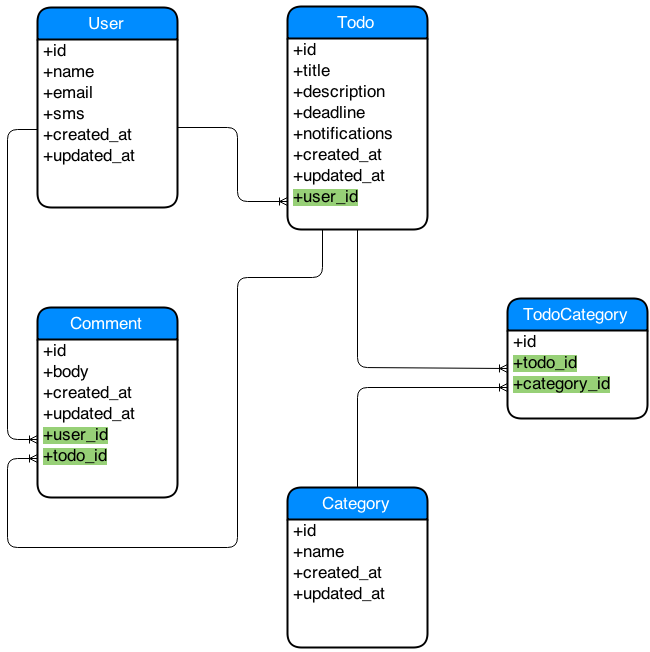 User
+id
+name
+email
+sms
+created_at
+updated_at
Todo
+id
+title
+description
+deadline
+notifications
+created_at
+updated_at
+user_id
Comment
+id
+body
+created_at
+updated_at
+user_id
+todo_id
TodoCategory
+id
+todo_id
+category_id
Category
+id
+name
+created_at
+updated_at